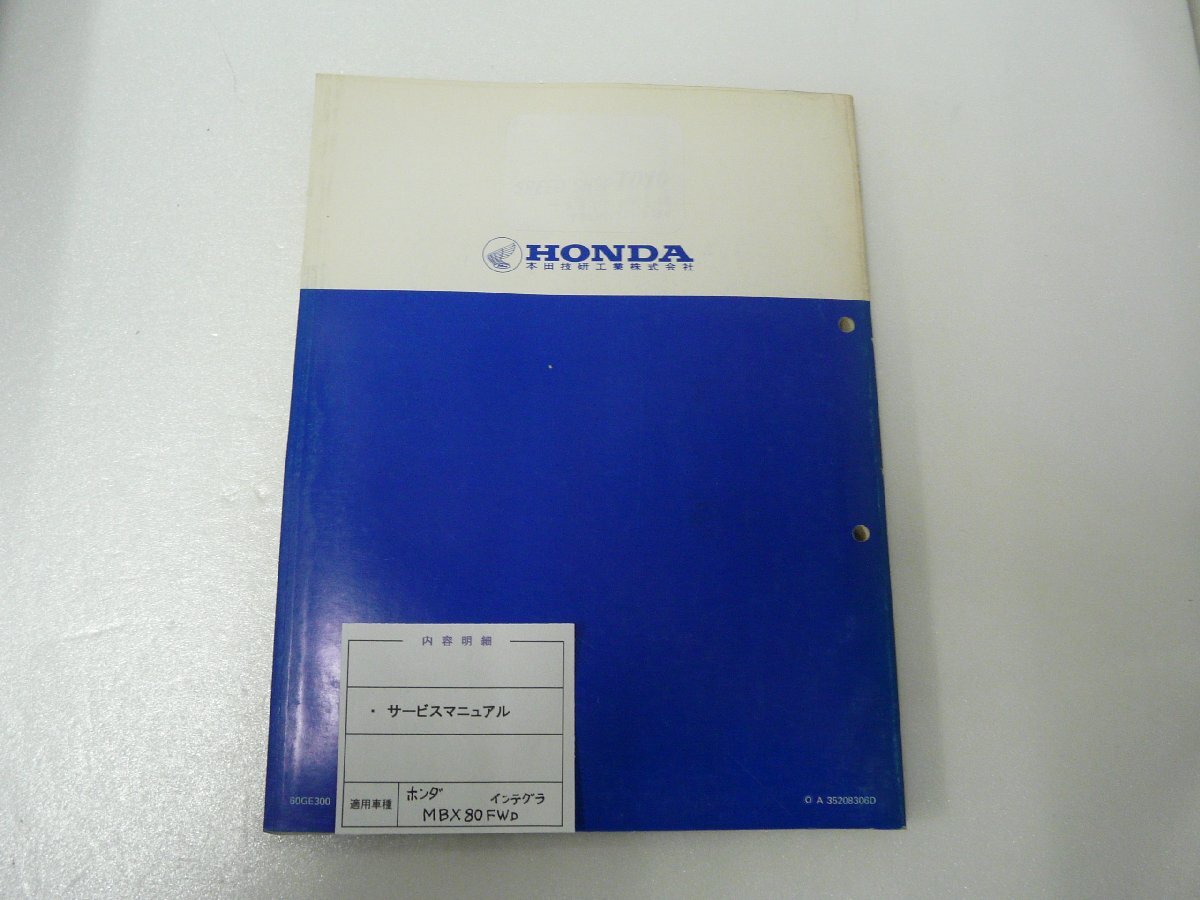 HONDA
本田技研工業株式会社
内容明細
・サービスマニュアル
適用車種
ホンダ インテグラ
MBX80FWD
60GE300
O A 35208306D